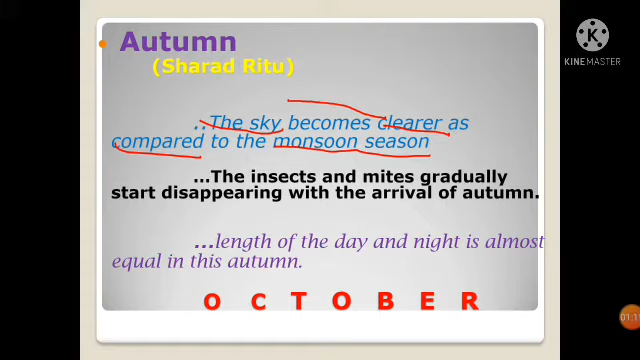 Autumn
(Sharad Ritu)
..The sky becomes clearer as
compared to the monsoon season
...The insects and mites gradually
start disappearing with the arrival of autumn.
...length of the day and night is almost
equal in this autumn.
O C T O B E R
K
KINEMASTER